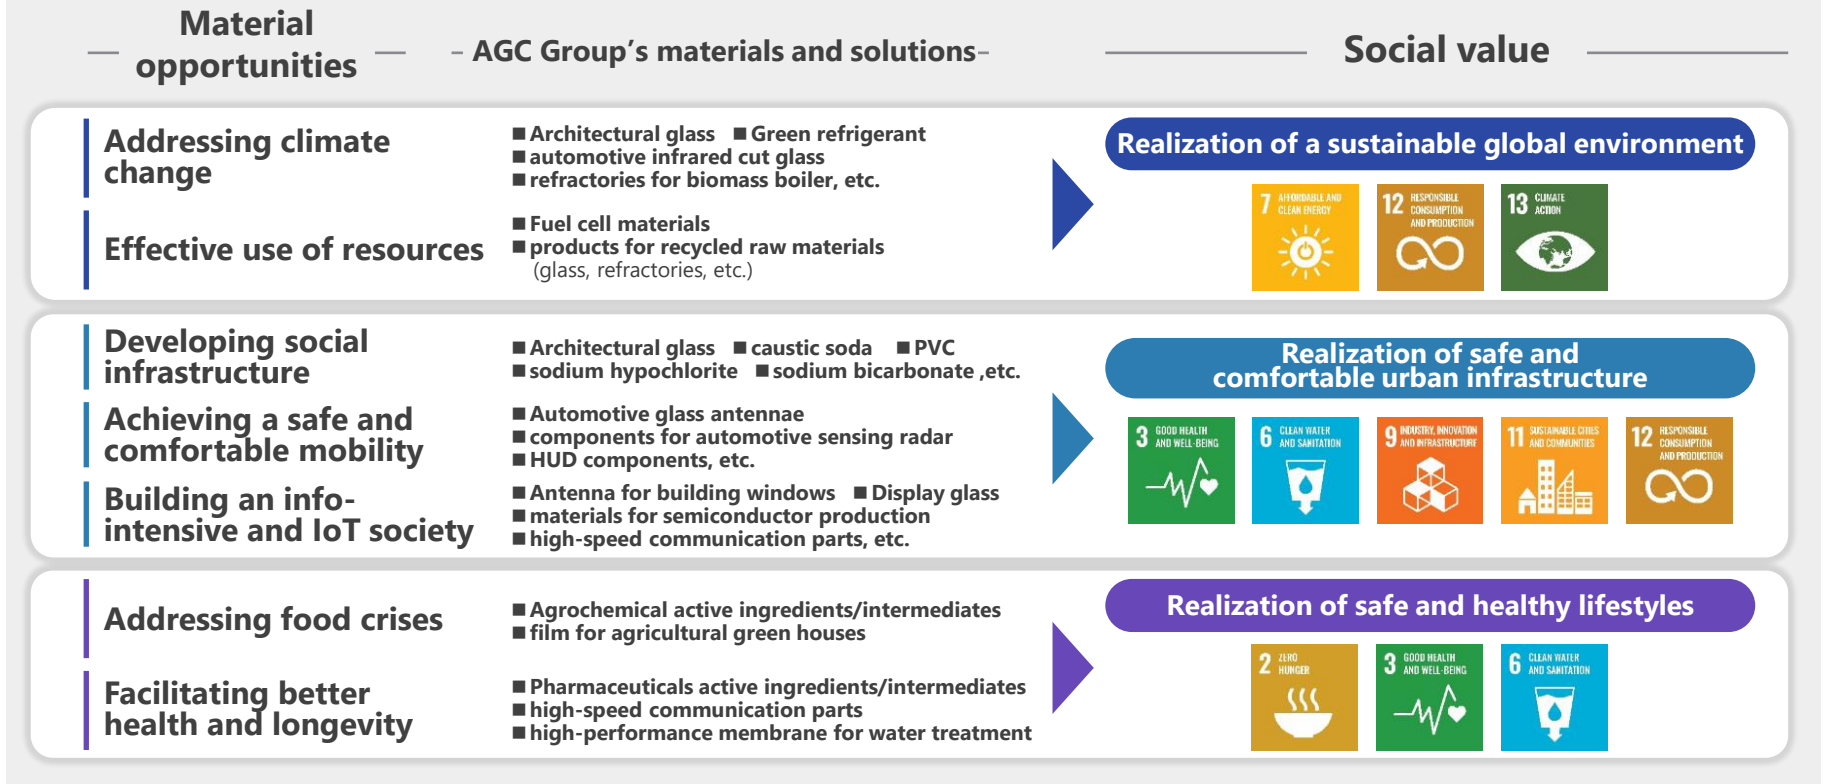 Material
opportunities
AGC Group's materials and solutions
Social value
Addressing climate
change
■ Architectural glass ■ Green refrigerant
■ automotive infrared cut glass
■ refractories for biomass boiler, etc.
Effective use of resources
■ Fuel cell materials
■ products for recycled raw materials
(glass, refractories, etc.)
Realization of a sustainable global environment
7 AFFORDABLE AND
CLEAN ENERGY
12 RESPONSIBLE
CONSUMPTION
AND PRODUCTION
13 CLIMATE
ACTION
Developing social
infrastructure
■ Architectural glass ■ caustic soda ■ PVC
■ sodium hypochlorite ■ sodium bicarbonate ,etc.
Achieving a safe and
comfortable mobility
■ Automotive glass antennae
■ components for automotive sensing radar
■ HUD components, etc.
Building an info-
intensive and IoT society
■ Antenna for building windows ■ Display glass
■ materials for semiconductor production
■ high-speed communication parts, etc.
Realization of safe and
comfortable urban infrastructure
3 GOOD HEALTH
AND WELL-BEING
6 CLEAN WATER
AND SANITATION
9 INDUSTRY, INNOVATION
AND INFRASTRUCTURE
11 SUSTAINABLE CITIES
AND COMMUNITIES
12 RESPONSIBLE
CONSUMPTION
AND PRODUCTION
Addressing food crises
■ Agrochemical active ingredients/intermediates
■ film for agricultural green houses
Facilitating better
health and longevity
■ Pharmaceuticals active ingredients/intermediates
■ high-speed communication parts
■ high-performance membrane for water treatment
Realization of safe and healthy lifestyles
2 ZERO
HUNGER
3 GOOD HEALTH
AND WELL-BEING
6 CLEAN WATER
AND SANITATION